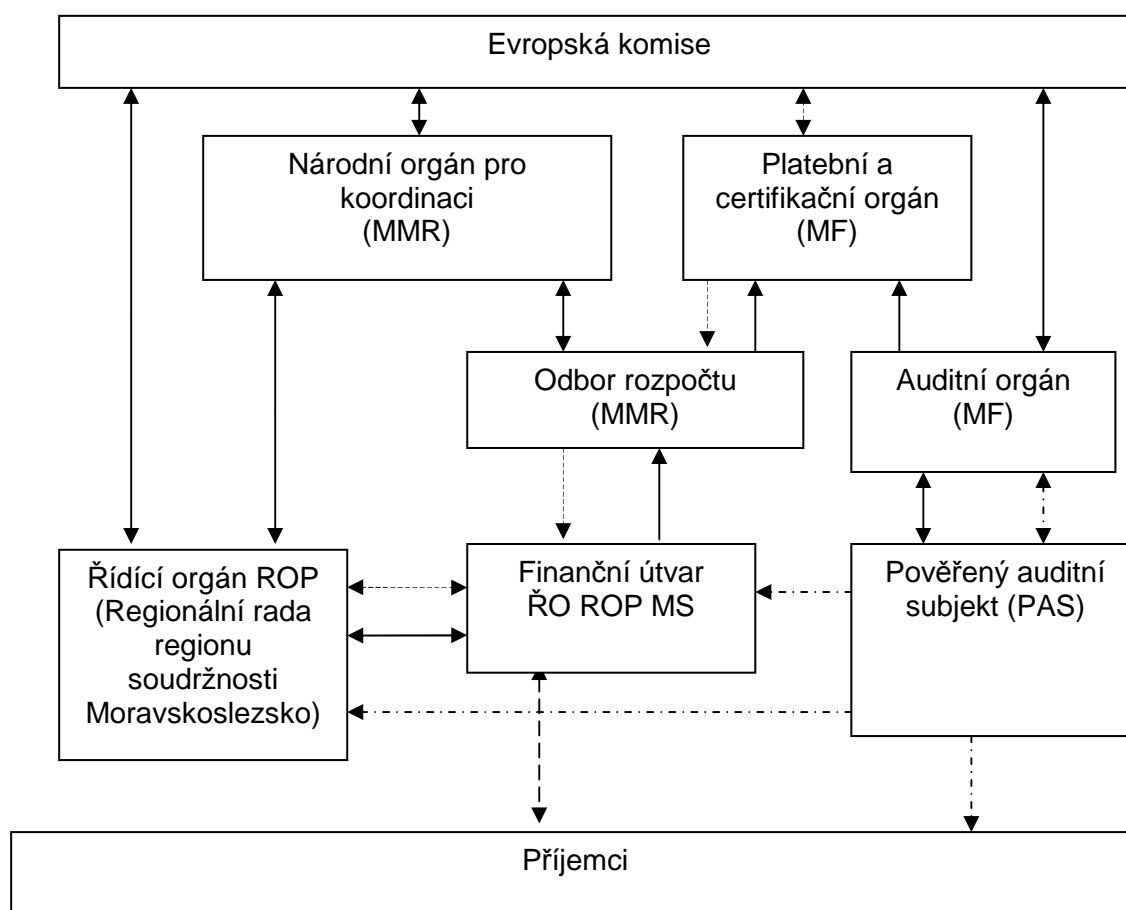 Evropská komise
Národní orgán pro
koordinaci
(MMR)
Platební a
certifikační orgán
(MF)
Odbor rozpočtu
(MMR)
Auditní orgán
(MF)
Řídící orgán ROP
(Regionální rada
regionu
soudržnosti
Moravskoslezsko)
Finanční útvar
ŘO ROP MS
Pověřený auditní
subjekt (PAS)
Příjemci